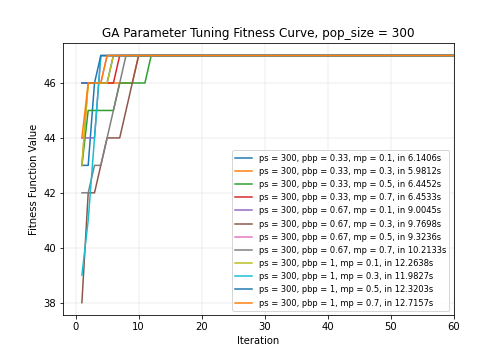 GA Parameter Tuning Fitness Curve, pop_size = 300
Fitness Function Value
46
44
42
40
38
ps = 300, pbp = 0.33, mp = 0.1, in 6.1406s
ps = 300, pbp = 0.33, mp = 0.3, in 5.9812s
ps = 300, pbp = 0.33, mp = 0.5, in 6.4452s
ps = 300, pbp = 0.33, mp = 0.7, in 6.4533s
ps = 300, pbp = 0.67, mp = 0.1, in 9.0045s
ps = 300, pbp = 0.67, mp = 0.3, in 9.7698s
ps = 300, pbp = 0.67, mp = 0.5, in 9.3236s
ps = 300, pbp = 0.67, mp = 0.7, in 10.2133s
ps = 300, pbp = 1, mp = 0.1, in 12.2638s
ps = 300, pbp = 1, mp = 0.3, in 11.9827s
ps = 300, pbp = 1, mp = 0.5, in 12.3203s
ps = 300, pbp = 1, mp = 0.7, in 12.7157s
0 10 20 30 40 50 60
Iteration